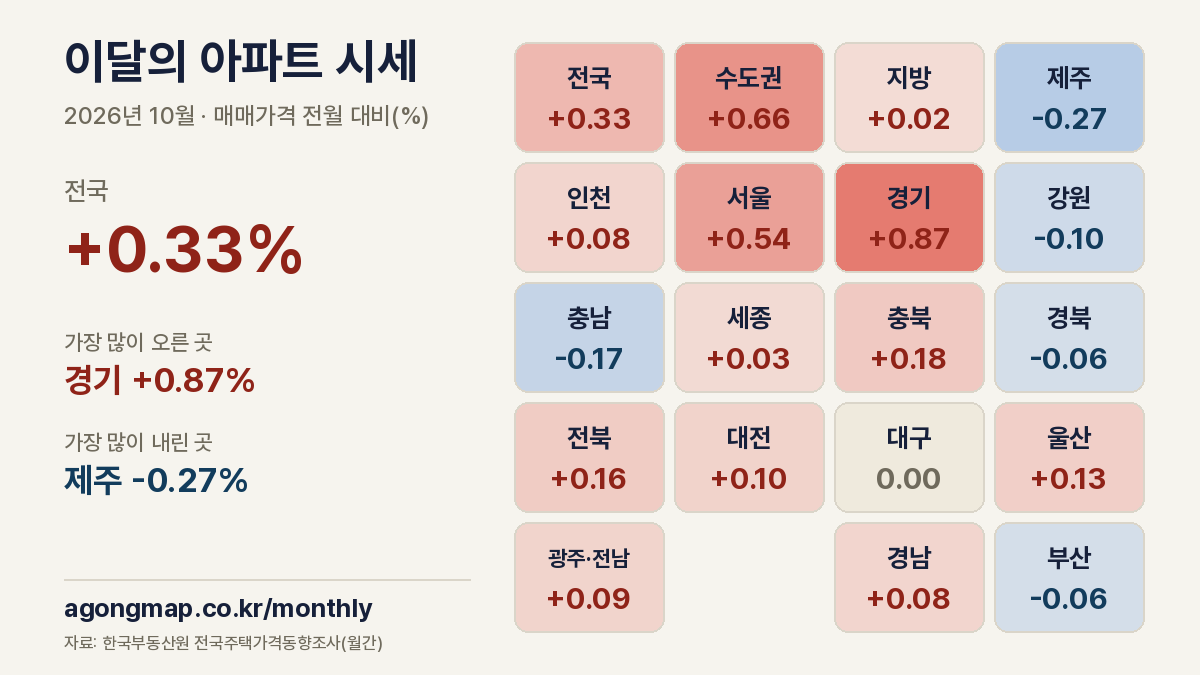 이달의 아파트 시세
2026년 10월 · 매매가격 전월 대비(%)
전국
+0.33%
가장 많이 오른 곳
경기 +0.87%
가장 많이 내린 곳
제주 -0.27%
agongmap.co.kr/monthly
자료: 한국부동산원 전국주택가격동향조사(월간)
전국
+0.33
수도권
+0.66
지방
+0.02
제주
-0.27
인천
+0.08
서울
+0.54
경기
+0.87
강원
-0.10
충남
-0.17
세종
+0.03
충북
+0.18
경북
-0.06
전북
+0.16
대전
+0.10
대구
0.00
울산
+0.13
광주·전남
+0.09
경남
+0.08
부산
-0.06